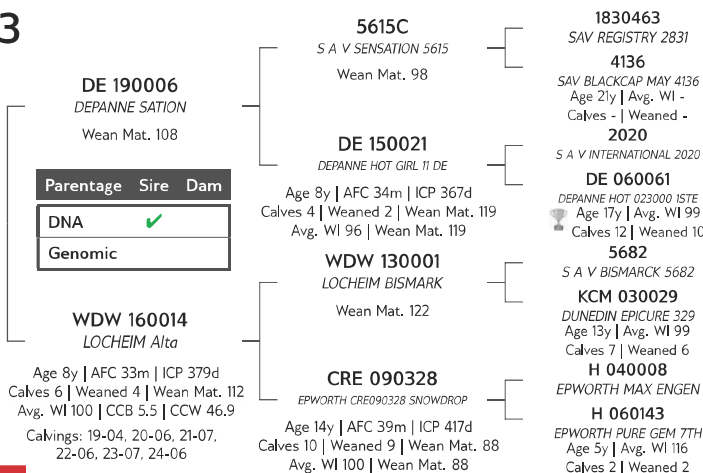 3
DE 190006
DEPANNE SATION
Wean Mat. 108
Parentage Sire Dam
DNA ✔
Genomic
WDW 160014
LOCHEIM Alta
Age 8y | AFC 33m | ICP 379d
Calves 6 | Weaned 4 | Wean Mat. 112
Avg. WI 100 | CCB 5.5 | CCW 46.9
Calvings: 19-04, 20-06, 21-07,
22-06, 23-07, 24-06
5615C
S A V SENSATION 5615
Wean Mat. 98
DE 150021
DEPANNE HOT GIRL 11 DE
Age 8y | AFC 34m | ICP 367d
Calves 4 | Weaned 2 | Wean Mat. 119
Avg. WI 96 | Wean Mat. 119
WDW 130001
LOCHEIM BISMARK
Wean Mat. 122
CRE 090328
EPWORTH CRE090328 SNOWDROP
Age 14y | AFC 39m | ICP 417d
Calves 10 | Weaned 9 | Wean Mat. 88
Avg. WI 100 | Wean Mat. 88
1830463
SAV REGISTRY 2831
4136
SAV BLACKCAP MAY 4136
Age 21y | Avg. WI -
Calves - | Weaned -
2020
S A V INTERNATIONAL 2020
DE 060061
DEPANNE HOT 023000 1STE
Age 17y | Avg. WI 99
Calves 12 | Weaned 10
5682
S A V BISMARCK 5682
KCM 030029
DUNEDIN EPICURE 329
Age 13y | Avg. WI 99
Calves 7 | Weaned 6
H 040008
EPWORTH MAX ENGEN
H 060143
EPWORTH PURE GEM 7TH
Age 5y | Avg. WI 116
Calves 2 | Weaned 2